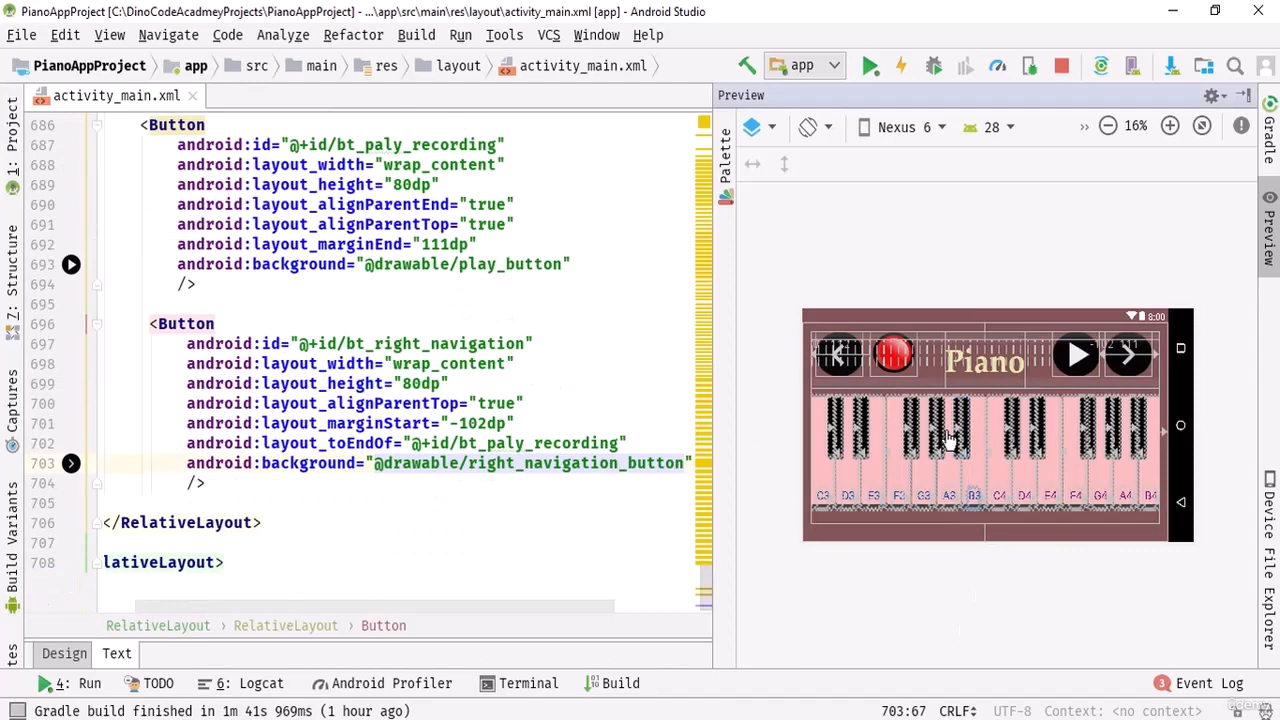 PianoAppProject [C:\DinoCodeAcadmeyProjects\PianoAppProject] - ...\app\src\main\res\layout\activity_main.xml [app] - Android Studio
File Edit View Navigate Code Analyze Refactor Build Run Tools VCS Window Help
PianoAppProject app src main res layout activity_main.xml app
activity_main.xml
Preview
Nexus 6 28 » 16%
686 <Button
687 android:id="@+id/bt_paly_recording"
688 android:layout_width="wrap_content"
689 android:layout_height="80dp"
690 android:layout_alignParentEnd="true"
691 android:layout_alignParentTop="true"
692 android:layout_marginEnd="111dp"
693 android:background="@drawable/play_button"
694 />
695
696 <Button
697 android:id="@+id/bt_right_navigation"
698 android:layout_width="wrap_content"
699 android:layout_height="80dp"
700 android:layout_alignParentTop="true"
701 android:layout_marginStart="-102dp"
702 android:layout_toEndOf="@+id/bt_paly_recording"
703 android:background="@drawable/right_navigation_button"
704 />
705
706 </RelativeLayout>
707
708 lativeLayout>
RelativeLayout › RelativeLayout › Button
Design Text
1: Project
Z: Structure
Captures
Build Variants
tes
Palette
8:00
Piano
C3 D3 E3 F3 G3 A3 B3 C4 D4 E4 F4 G4 A4 B4
Gradle
Preview
Device File Explorer
4: Run TODO 6: Logcat Android Profiler Terminal Build 3 Event Log
Gradle build finished in 1m 41s 969ms (1 hour ago) 703:67 CRLF UTF-8 Context: <no context>
ûdemy